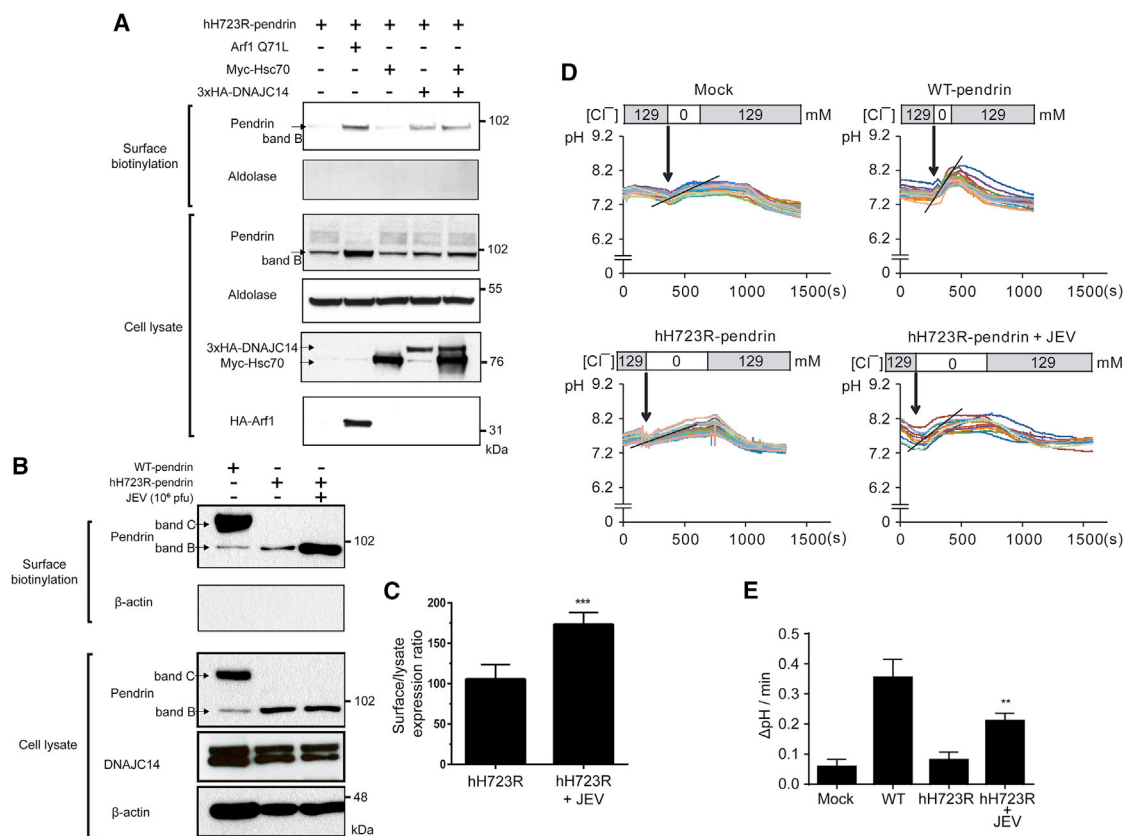 A
hH723R-pendrin + + + + +
Arf1 Q71L - + - - -
Myc-Hsc70 - - + - +
3xHA-DNAJC14 - - - + +
Surface biotinylation
Pendrin
band B
102
Aldolase
Cell lysate
Pendrin
band B
102
Aldolase
55
3xHA-DNAJC14
Myc-Hsc70
76
HA-Arf1
31
kDa
B
WT-pendrin + - -
hH723R-pendrin - + +
JEV (10⁶ pfu) - - +
Surface biotinylation
band C
Pendrin
band B
102
β-actin
Cell lysate
band C
Pendrin
band B
102
DNAJC14
β-actin
48
kDa
C
Surface/lysate
expression ratio
200
150
100
50
0
***
hH723R
hH723R
+ JEV
D
Mock
[Cl⁻] 129 0 129 mM
pH
9.2
8.2
7.2
6.2
0
0 500 1000 1500(s)
WT-pendrin
[Cl⁻] 129 0 129 mM
pH
9.2
8.2
7.2
6.2
0
0 500 1000 1500(s)
hH723R-pendrin
[Cl⁻] 129 0 129 mM
pH
9.2
8.2
7.2
6.2
0
0 500 1000 1500(s)
hH723R-pendrin + JEV
[Cl⁻] 129 0 129 mM
pH
9.2
8.2
7.2
6.2
0
0 500 1000 1500(s)
E
ΔpH / min
0.5
0.4
0.3
0.2
0.1
0.0
**
Mock
WT
hH723R
hH723R
+
JEV